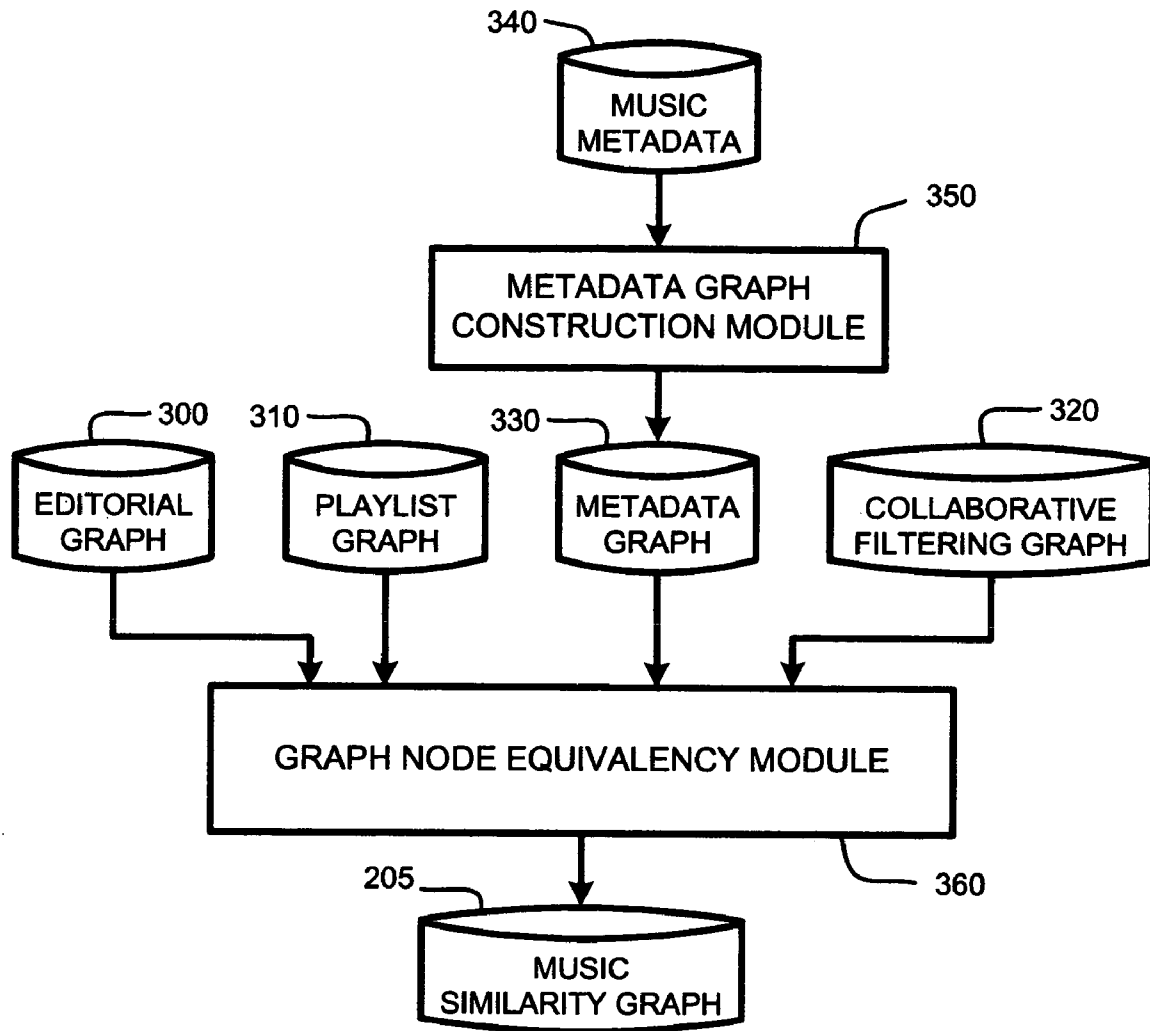 340
MUSIC
METADATA
350
METADATA GRAPH
CONSTRUCTION MODULE
300
310
330
320
EDITORIAL
GRAPH
PLAYLIST
GRAPH
METADATA
GRAPH
COLLABORATIVE
FILTERING GRAPH
GRAPH NODE EQUIVALENCY MODULE
360
205
MUSIC
SIMILARITY GRAPH